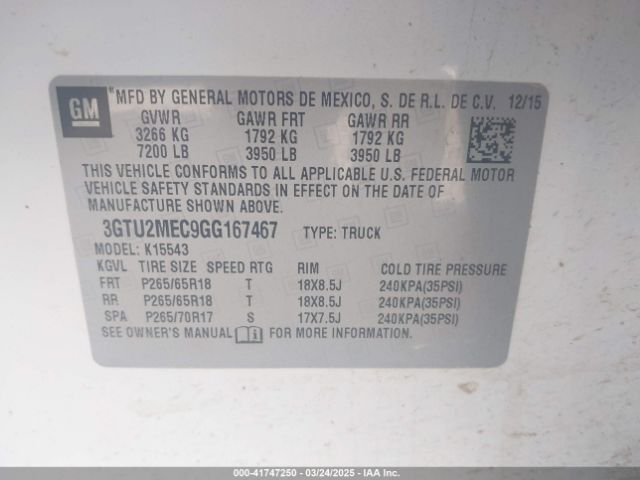 GM
*MFD BY GENERAL MOTORS DE MEXICO, S. DE R.L. DE C.V. 12/15
GVWR GAWR FRT GAWR RR
3266 KG 1792 KG 1792 KG
7200 LB 3950 LB 3950 LB
THIS VEHICLE CONFORMS TO ALL APPLICABLE U.S. FEDERAL MOTOR
VEHICLE SAFETY STANDARDS IN EFFECT ON THE DATE OF
MANUFACTURE SHOWN ABOVE.
3GTU2MEC9GG167467 TYPE: TRUCK
MODEL: K15543
KGVL TIRE SIZE SPEED RTG RIM COLD TIRE PRESSURE
FRT P265/65R18 T 18X8.5J 240KPA(35PSI)
RR P265/65R18 T 18X8.5J 240KPA(35PSI)
SPA P265/70R17 S 17X7.5J 240KPA(35PSI)
SEE OWNER'S MANUAL FOR MORE INFORMATION.
000-41747250 - 03/24/2025 - IAA Inc.